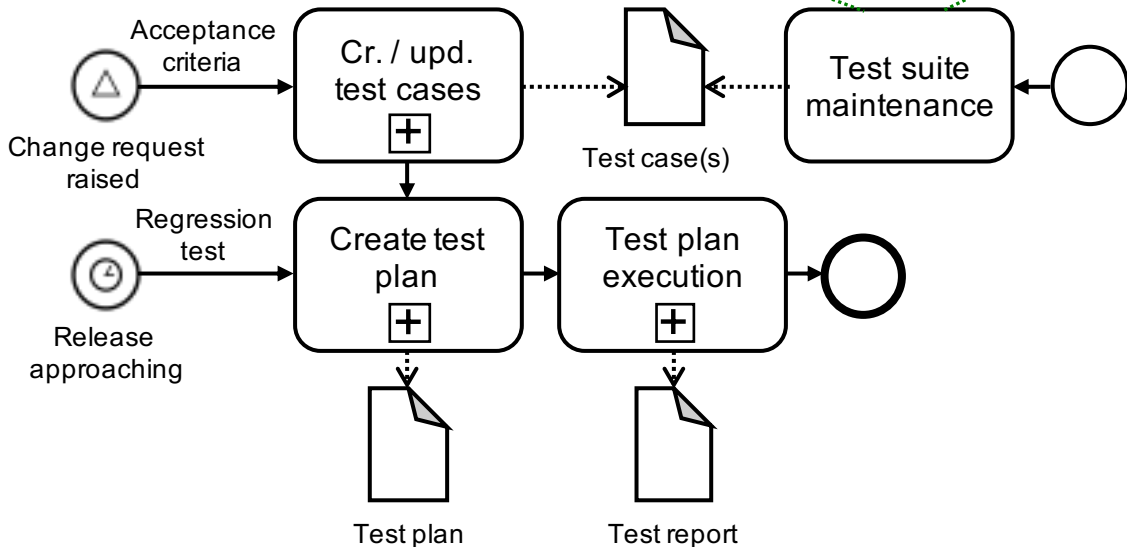 Acceptance
criteria
Cr. / upd.
test cases
Test suite
maintenance
Change request
raised
Test case(s)
Regression
test
Create test
plan
Test plan
execution
Release
approaching
Test plan
Test report